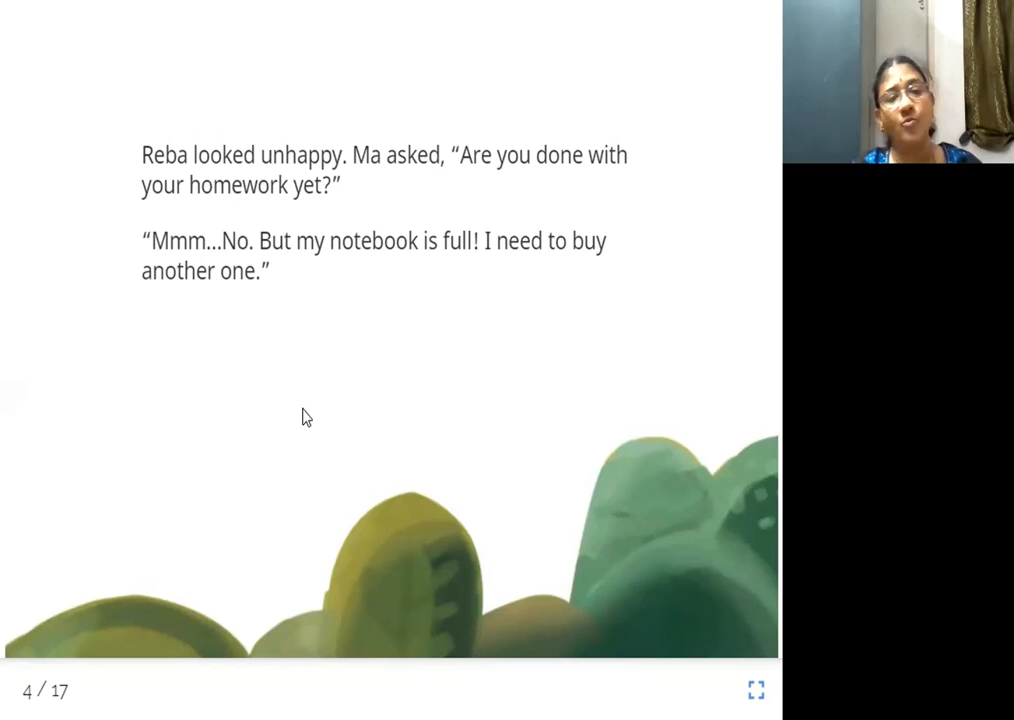 Reba looked unhappy. Ma asked, “Are you done with
your homework yet?”
“Mmm...No. But my notebook is full! I need to buy
another one.”
4 / 17